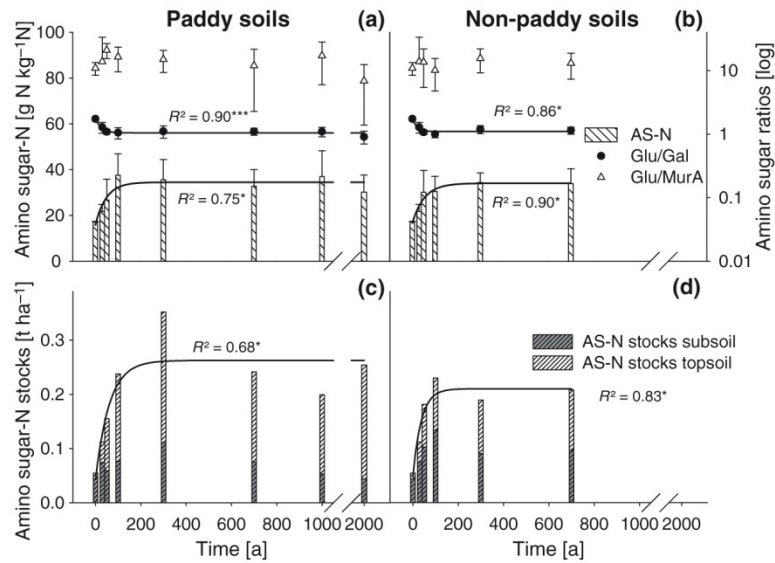 Paddy soils
Non-paddy soils
(a)
(b)
Amino sugar-N [g N kg⁻¹N]
100
80
60
40
20
0
R² = 0.90***
R² = 0.75*
R² = 0.86*
R² = 0.90*
AS-N
Glu/Gal
Glu/MurA
10
1
0.1
0.01
Amino sugar ratios [log]
(c)
(d)
Amino sugar-N stocks [t ha⁻¹]
0.3
0.2
0.1
0.0
R² = 0.68*
AS-N stocks subsoil
AS-N stocks topsoil
R² = 0.83*
0 200 400 600 800 1000 2000
0 200 400 600 800 1000 2000
Time [a]
Time [a]